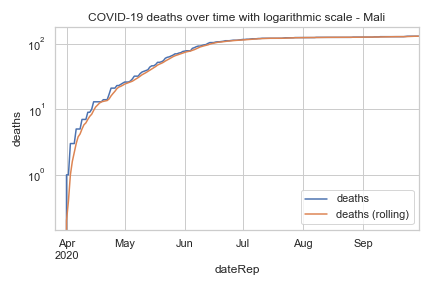 COVID-19 deaths over time with logarithmic scale - Mali
10²
10¹
10⁰
deaths
deaths
deaths (rolling)
Apr
2020
May
Jun
Jul
Aug
Sep
dateRep